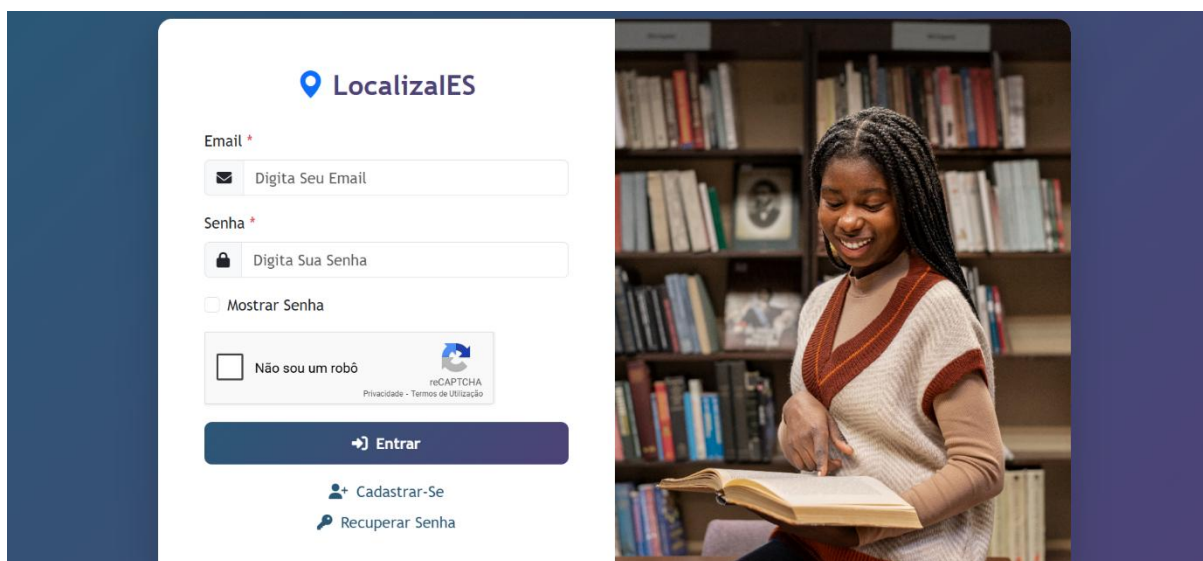 LocalizaIES
Email *
Digita Seu Email
Senha *
Digita Sua Senha
Mostrar Senha
Não sou um robô
reCAPTCHA
Privacidade - Termos de Utilização
Entrar
Cadastrar-Se
Recuperar Senha